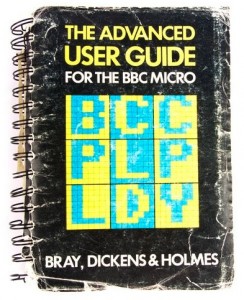 THE ADVANCED
USER GUIDE
FOR THE BBC MICRO
BCC
PLP
LDY
BRAY, DICKENS & HOLMES